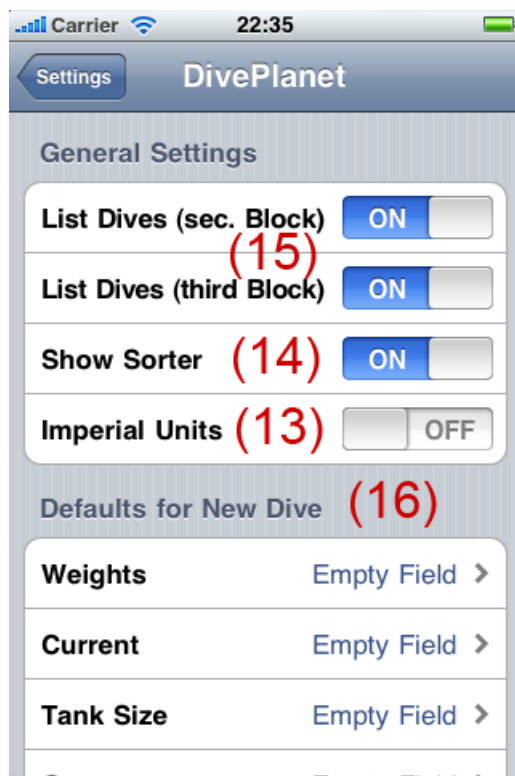 Carrier 22:35
Settings DivePlanet
General Settings
List Dives (sec. Block) ON
(15)
List Dives (third Block) ON
Show Sorter (14) ON
Imperial Units (13) OFF
Defaults for New Dive (16)
Weights Empty Field >
Current Empty Field >
Tank Size Empty Field >